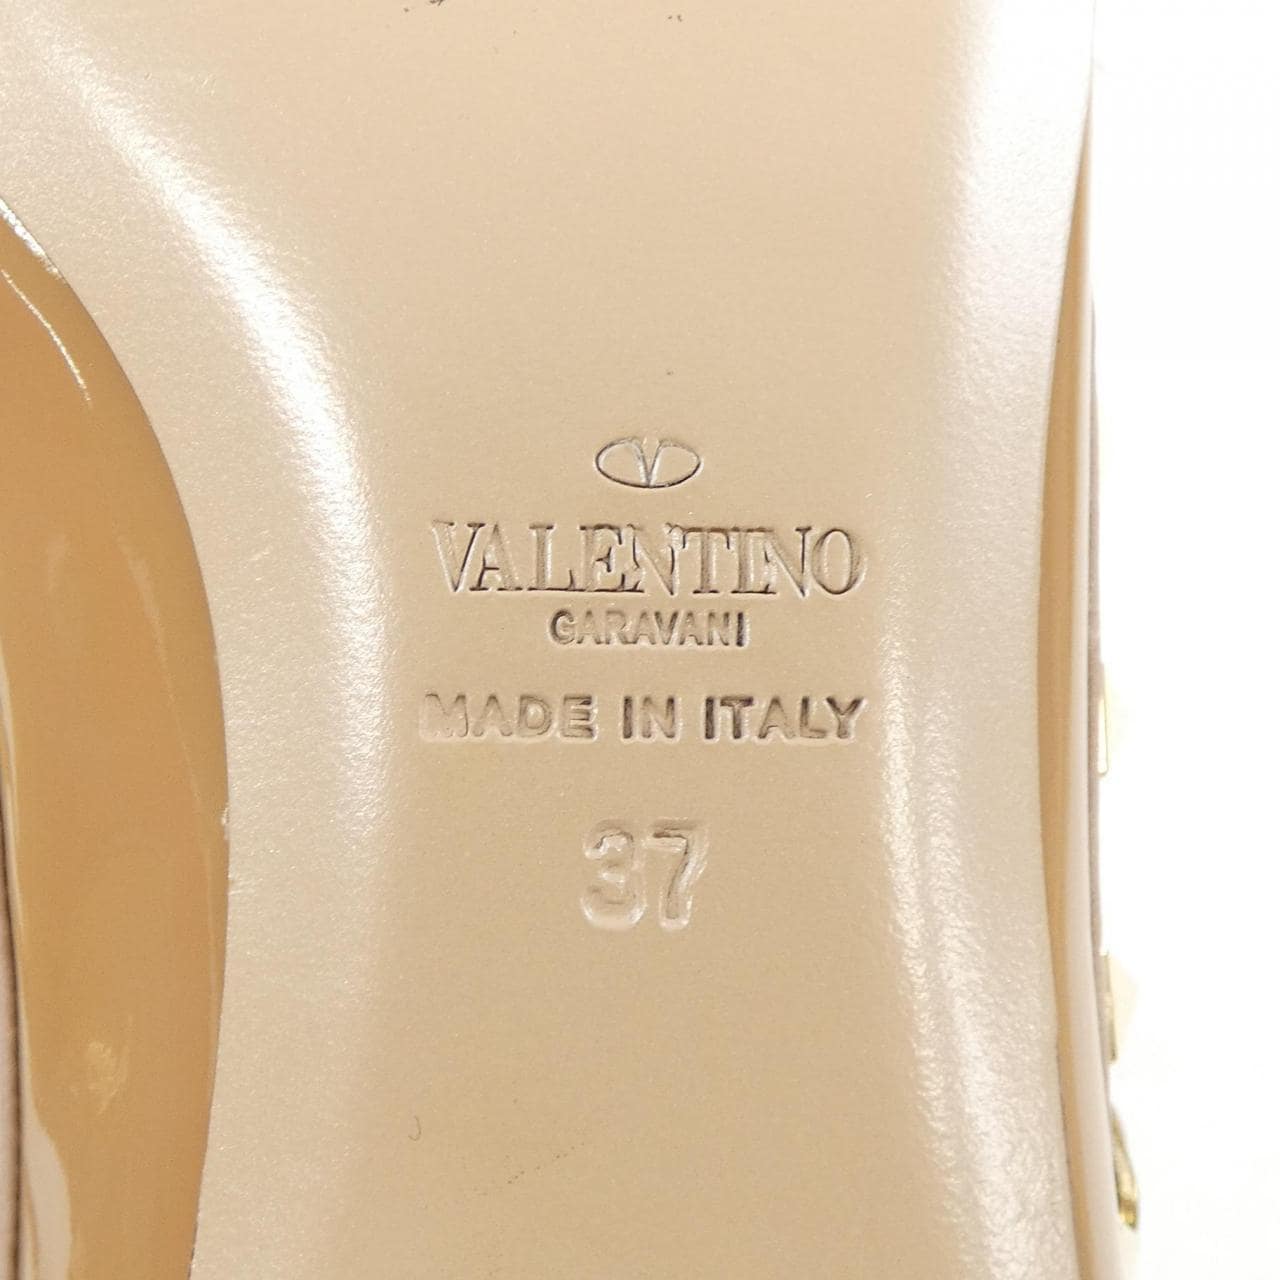 V
VALENTINO
GARAVANI
MADE IN ITALY
37